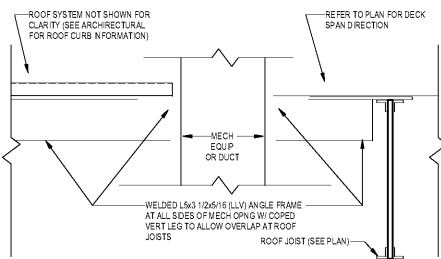 ROOF SYSTEM NOT SHOWN FOR
CLARITY (SEE ARCHIRECTURAL
FOR ROOF CURB INFORMATION)
REFER TO PLAN FOR DECK
SPAN DIRECTION
MECH
EQUIP
OR DUCT
WELDED L5x3 1/2x5/16 (LLV) ANGLE FRAME
AT ALL SIDES OF MECH OPNG W/ COPED
VERT LEG TO ALLOW OVERLAP AT ROOF
JOISTS
ROOF JOIST (SEE PLAN)